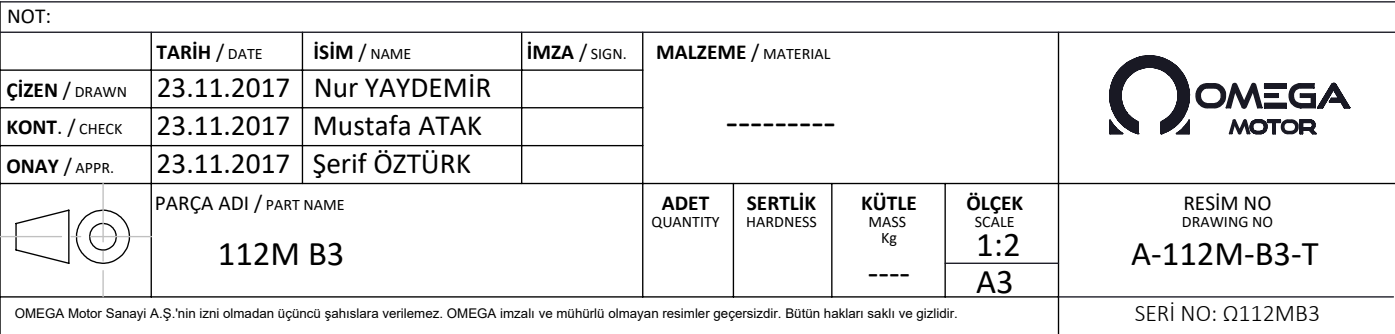 NOT:
TARİH / DATE İSİM / NAME İMZA / SIGN. MALZEME / MATERIAL
ÇİZEN / DRAWN 23.11.2017 Nur YAYDEMİR
KONT. / CHECK 23.11.2017 Mustafa ATAK
ONAY / APPR. 23.11.2017 Şerif ÖZTÜRK
---------
OMEGA
MOTOR
PARÇA ADI / PART NAME
112M B3
ADET
QUANTITY
SERTLİK
HARDNESS
KÜTLE
MASS
Kg
----
ÖLÇEK
SCALE
1:2
A3
RESİM NO
DRAWING NO
A-112M-B3-T
OMEGA Motor Sanayi A.Ş.'nin izni olmadan üçüncü şahıslara verilemez. OMEGA imzalı ve mühürlü olmayan resimler geçersizdir. Bütün hakları saklı ve gizlidir.
SERİ NO: Ω112MB3